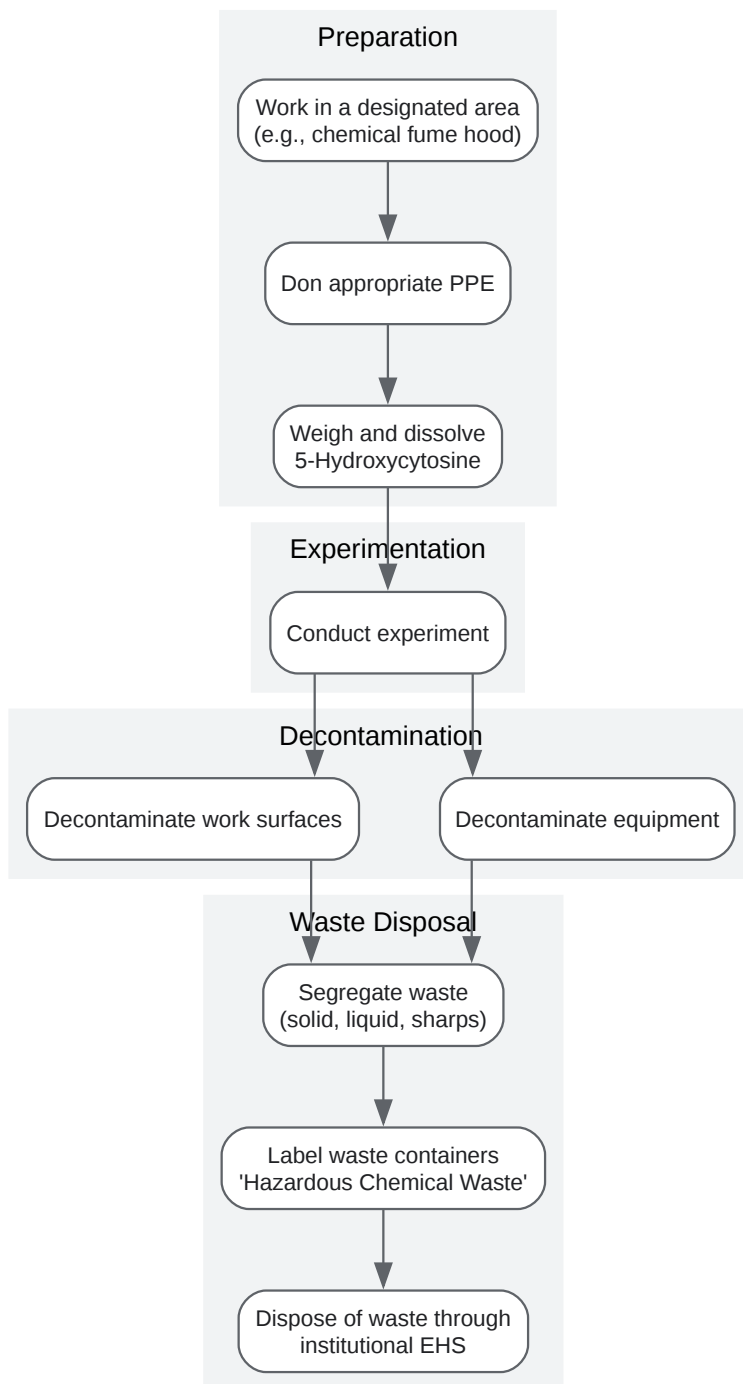 Preparation
Work in a designated area
(e.g., chemical fume hood)
Don appropriate PPE
Weigh and dissolve
5-Hydroxycytosine
Experimentation
Conduct experiment
Decontamination
Decontaminate work surfaces
Decontaminate equipment
Waste Disposal
Segregate waste
(solid, liquid, sharps)
Label waste containers
'Hazardous Chemical Waste'
Dispose of waste through
institutional EHS